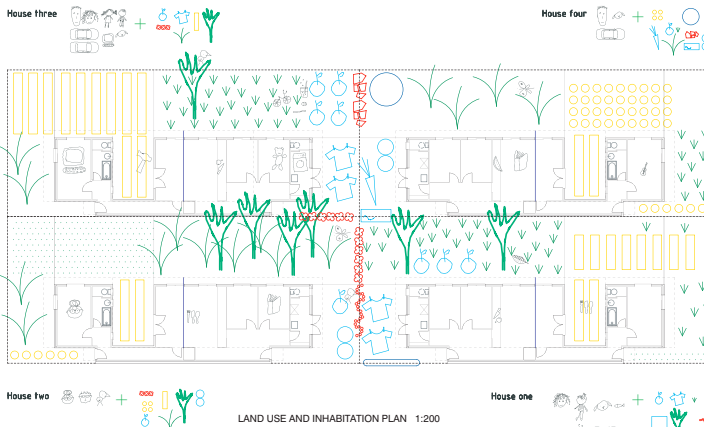 House three
House four
House two
House one
LAND USE AND INHABITATION PLAN 1:200